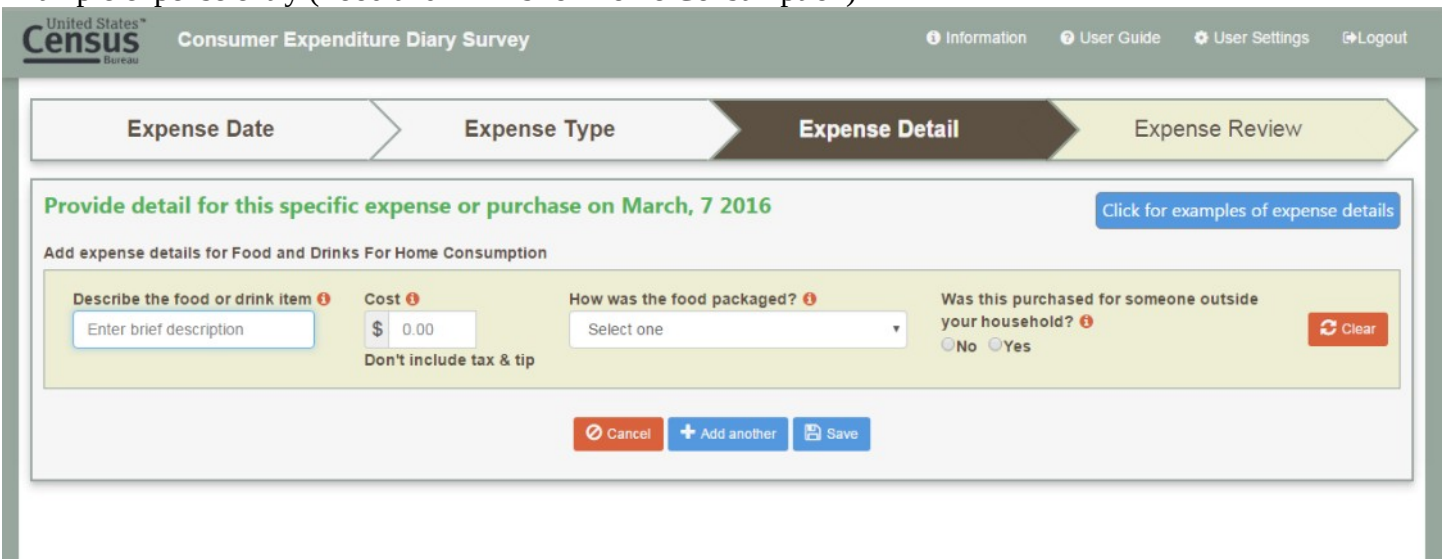 United States™
Census
Bureau
Consumer Expenditure Diary Survey
Information
User Guide
User Settings
Logout
Expense Date
Expense Type
Expense Detail
Expense Review
Provide detail for this specific expense or purchase on March, 7 2016
Click for examples of expense details
Add expense details for Food and Drinks For Home Consumption
Describe the food or drink item
Cost
How was the food packaged?
Was this purchased for someone outside
your household?
Enter brief description
$ 0.00
Select one
No Yes
Clear
Don't include tax & tip
Cancel
Add another
Save